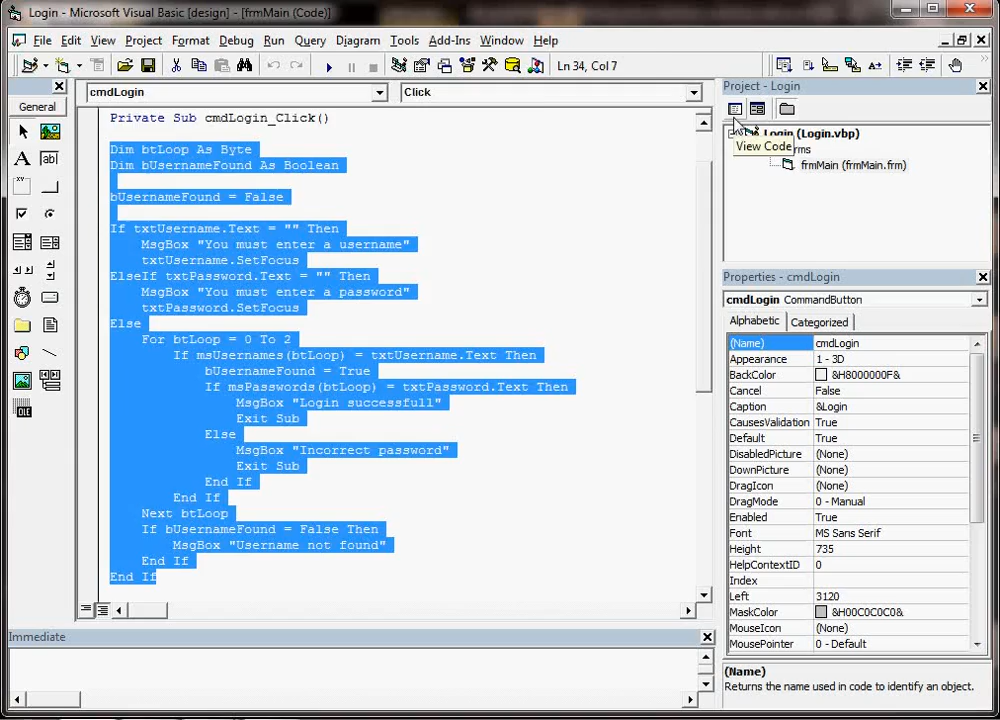 Login - Microsoft Visual Basic [design] - [frmMain (Code)]
File Edit View Project Format Debug Run Query Diagram Tools Add-Ins Window Help
Ln 34, Col 7
General
cmdLogin
Click
Private Sub cmdLogin_Click()
Dim btLoop As Byte
Dim bUsernameFound As Boolean
bUsernameFound = False
If txtUsername.Text = "" Then
MsgBox "You must enter a username"
txtUsername.SetFocus
ElseIf txtPassword.Text = "" Then
MsgBox "You must enter a password"
txtPassword.SetFocus
Else
For btLoop = 0 To 2
If msUsernames(btLoop) = txtUsername.Text Then
bUsernameFound = True
If msPasswords(btLoop) = txtPassword.Text Then
MsgBox "Login successfull"
Exit Sub
Else
MsgBox "Incorrect password"
Exit Sub
End If
End If
Next btLoop
If bUsernameFound = False Then
MsgBox "Username not found"
End If
End If
Immediate
Project - Login
Login (Login.vbp)
View Code
frmMain (frmMain.frm)
Properties - cmdLogin
cmdLogin CommandButton
Alphabetic Categorized
(Name) cmdLogin
Appearance 1 - 3D
BackColor &H8000000F&
Cancel False
Caption &Login
CausesValidation True
Default True
DisabledPicture (None)
DownPicture (None)
DragIcon (None)
DragMode 0 - Manual
Enabled True
Font MS Sans Serif
Height 735
HelpContextID 0
Index
Left 3120
MaskColor &H00C0C0C0&
MouseIcon (None)
MousePointer 0 - Default
(Name)
Returns the name used in code to identify an object.